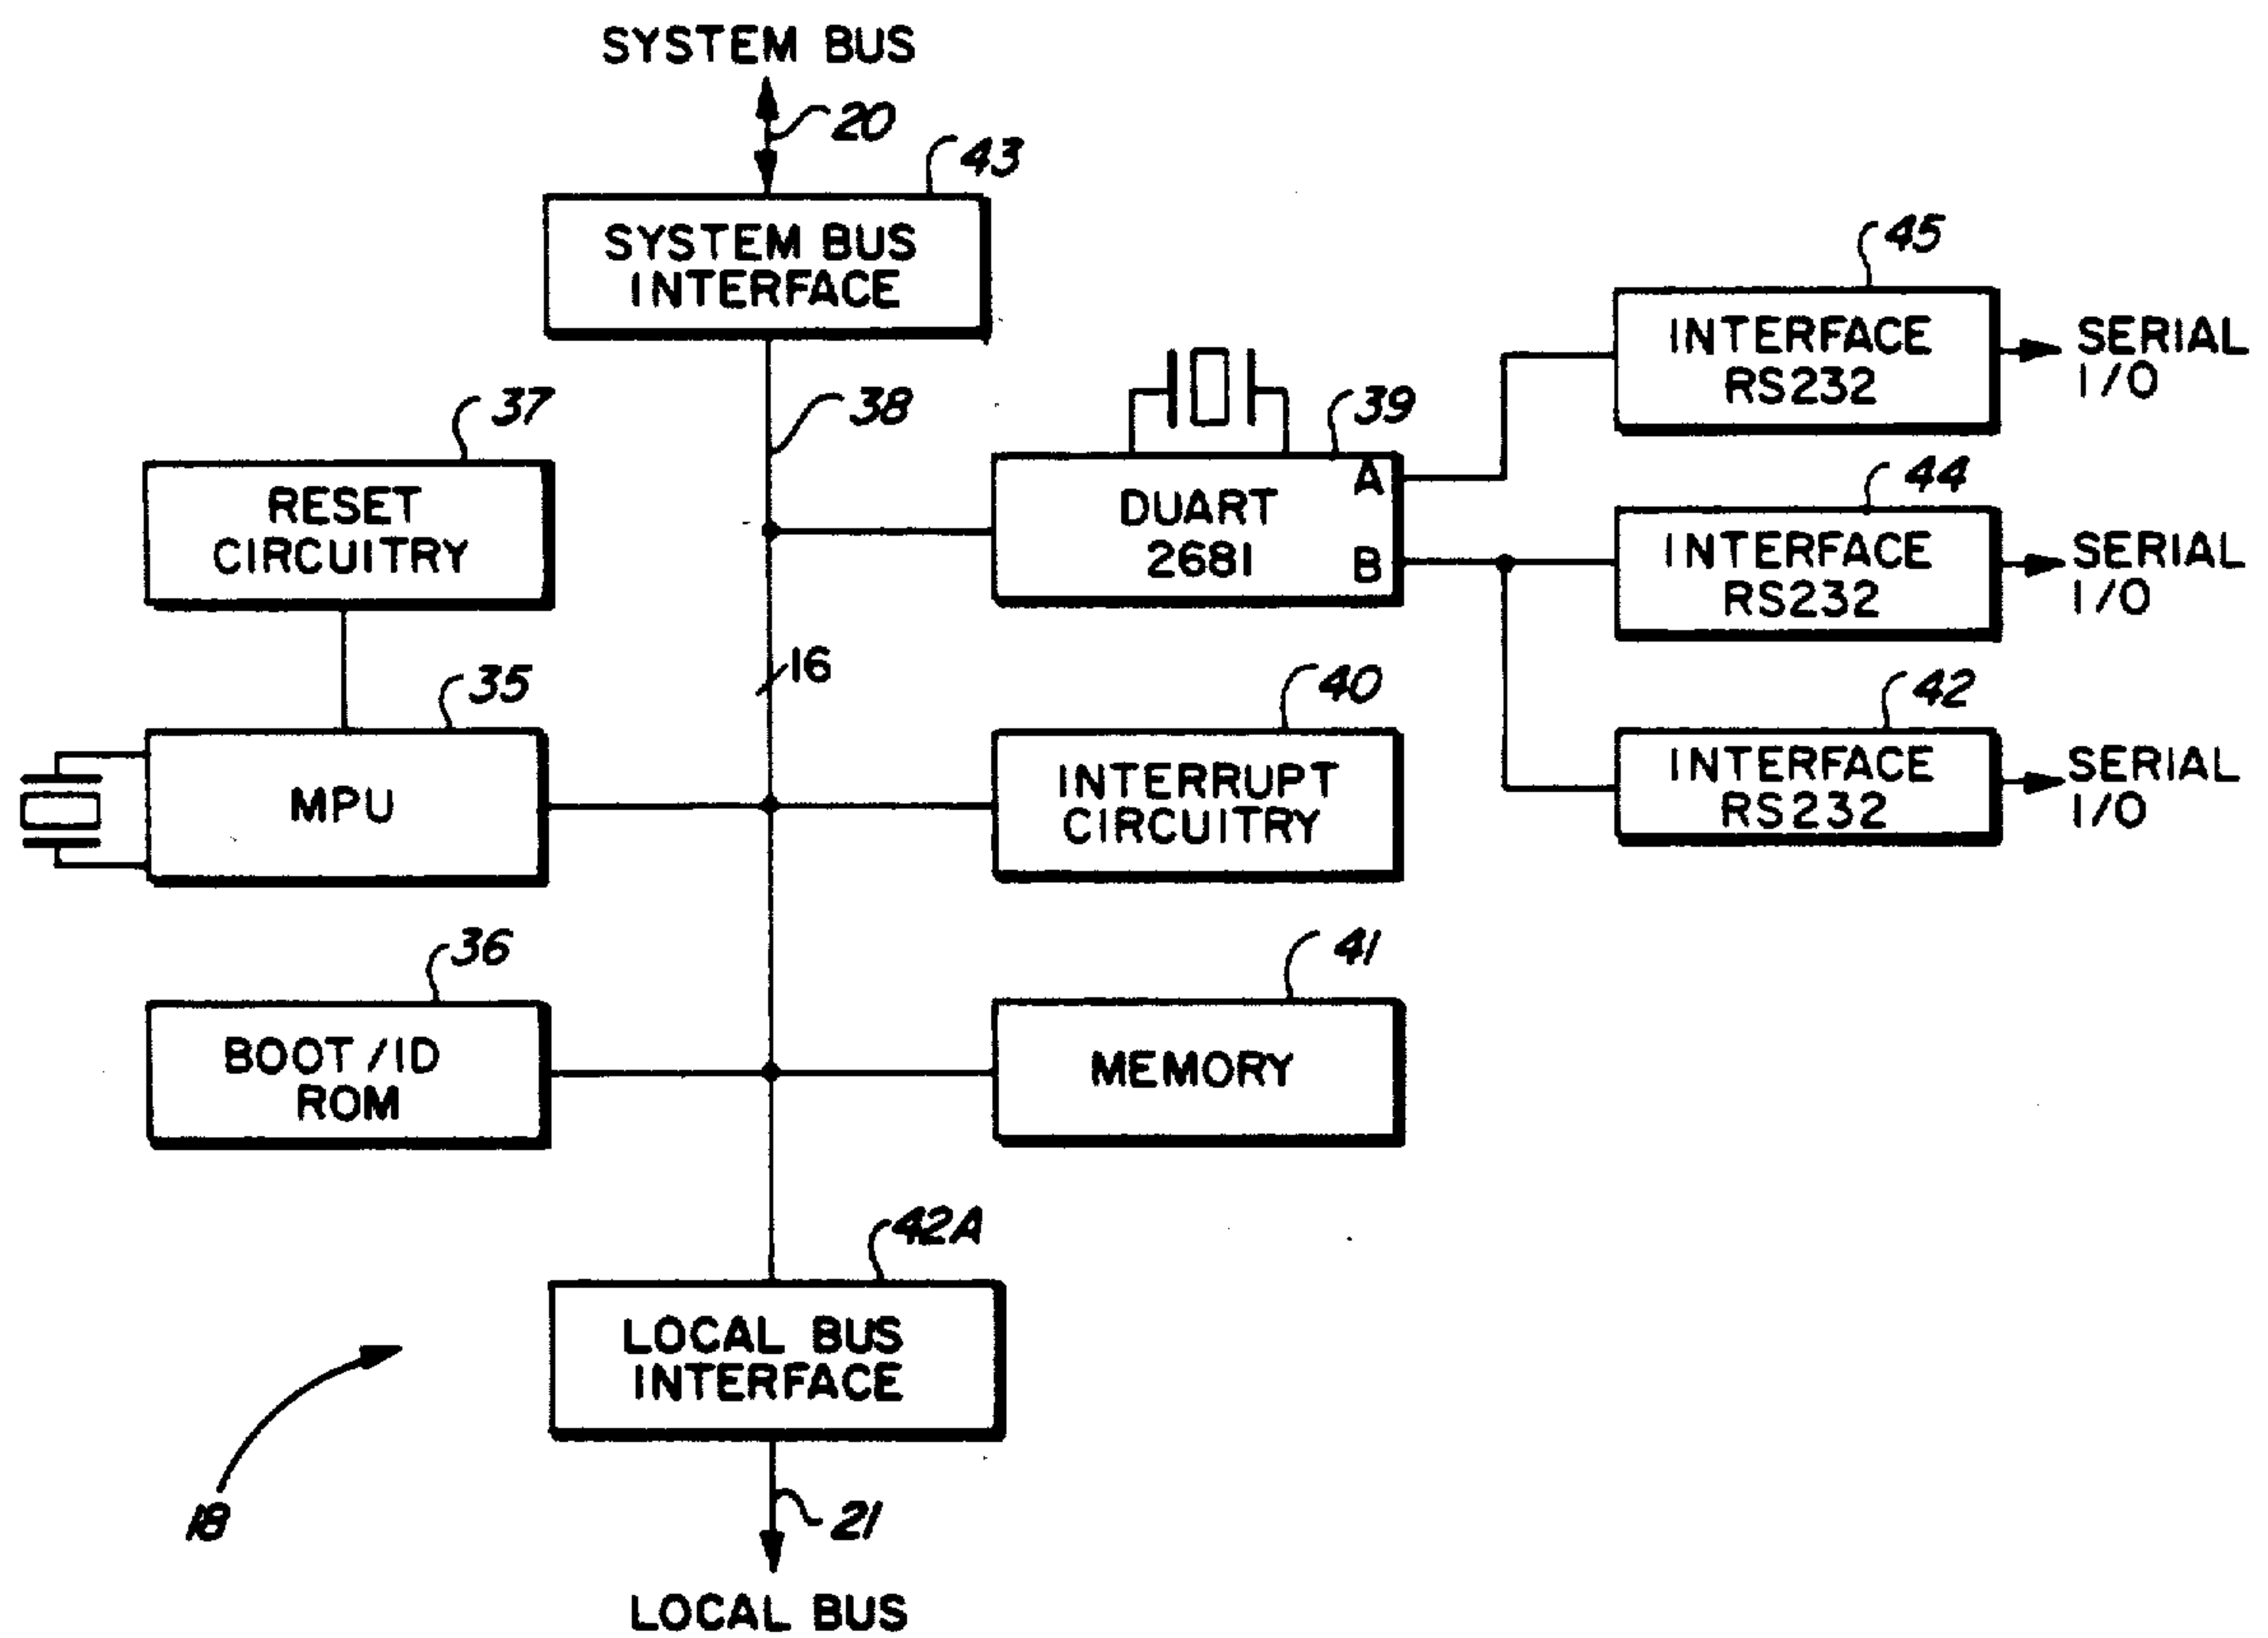 SYSTEM BUS
20
43
SYSTEM BUS
INTERFACE
45
INTERFACE
RS232
SERIAL
I/O
37
38
39
RESET
CIRCUITRY
DUART
2681
A
B
44
INTERFACE
RS232
SERIAL
I/O
16
35
40
42
MPU
INTERRUPT
CIRCUITRY
INTERFACE
RS232
SERIAL
I/O
36
41
BOOT/ID
ROM
MEMORY
42A
LOCAL BUS
INTERFACE
18
21
LOCAL BUS